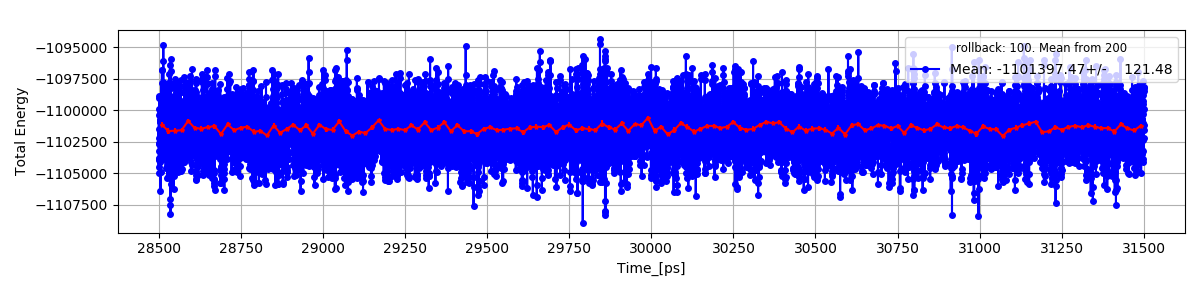 Total Energy
−1095000
−1097500
−1100000
−1102500
−1105000
−1107500
rollback: 100. Mean from 200
Mean: -1101397.47+/- 121.48
28500 28750 29000 29250 29500 29750 30000 30250 30500 30750 31000 31250 31500
Time_[ps]